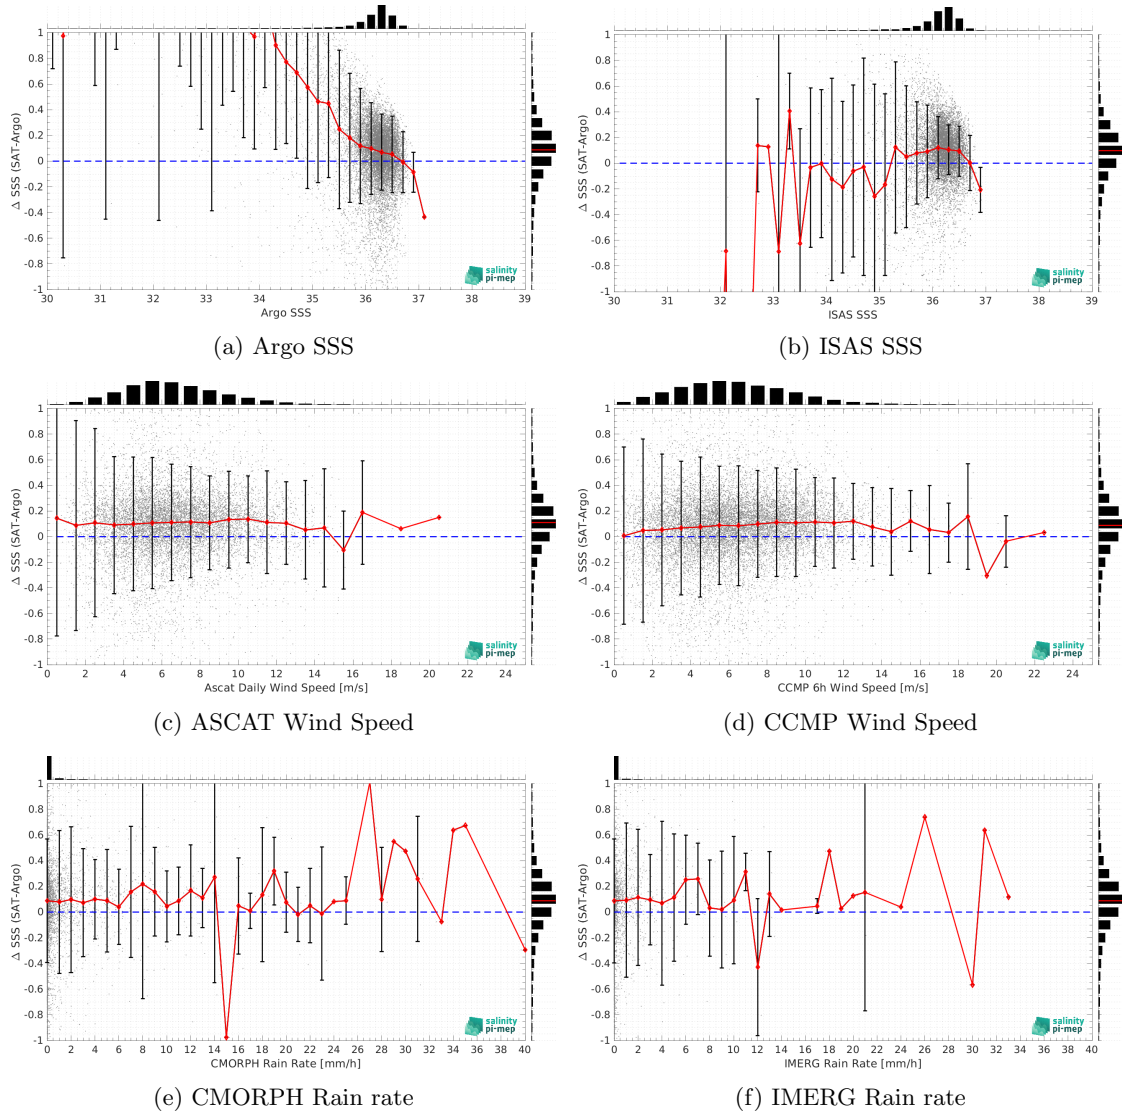 1
0.8
0.6
0.4
0.2
0
-0.2
-0.4
-0.6
-0.8
-1
Δ SSS (SAT-Argo)
30 31 32 33 34 35 36 37 38 39
Argo SSS
salinity
pi-mep
(a) Argo SSS
1
0.8
0.6
0.4
0.2
0
-0.2
-0.4
-0.6
-0.8
-1
Δ SSS (SAT-Argo)
30 31 32 33 34 35 36 37 38 39
ISAS SSS
salinity
pi-mep
(b) ISAS SSS
1
0.8
0.6
0.4
0.2
0
-0.2
-0.4
-0.6
-0.8
-1
Δ SSS (SAT-Argo)
0 2 4 6 8 10 12 14 16 18 20 22 24
Ascat Daily Wind Speed [m/s]
salinity
pi-mep
(c) ASCAT Wind Speed
1
0.8
0.6
0.4
0.2
0
-0.2
-0.4
-0.6
-0.8
-1
Δ SSS (SAT-Argo)
0 2 4 6 8 10 12 14 16 18 20 22 24
CCMP 6h Wind Speed [m/s]
salinity
pi-mep
(d) CCMP Wind Speed
1
0.8
0.6
0.4
0.2
0
-0.2
-0.4
-0.6
-0.8
-1
Δ SSS (SAT-Argo)
0 2 4 6 8 10 12 14 16 18 20 22 24 26 28 30 32 34 36 38 40
CMORPH Rain Rate [mm/h]
salinity
pi-mep
(e) CMORPH Rain rate
1
0.8
0.6
0.4
0.2
0
-0.2
-0.4
-0.6
-0.8
-1
Δ SSS (SAT-Argo)
0 2 4 6 8 10 12 14 16 18 20 22 24 26 28 30 32 34 36 38 40
IMERG Rain Rate [mm/h]
salinity
pi-mep
(f) IMERG Rain rate